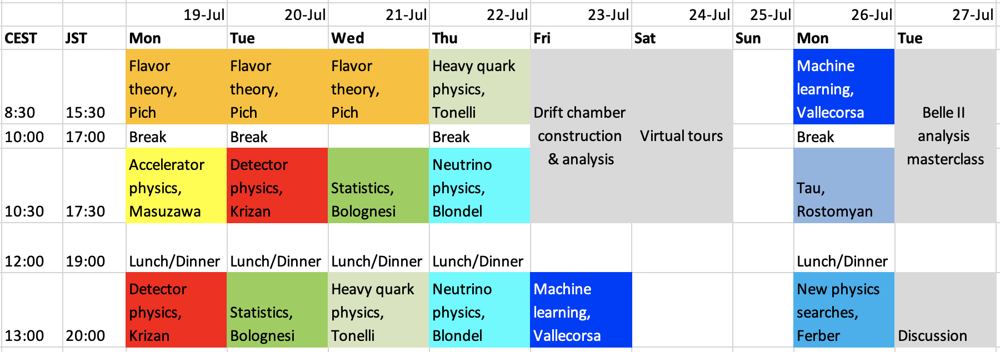 19-Jul 20-Jul 21-Jul 22-Jul 23-Jul 24-Jul 25-Jul 26-Jul 27-Jul
CEST JST Mon Tue Wed Thu Fri Sat Sun Mon Tue
Flavor Flavor Flavor Heavy quark Machine
theory, theory, theory, physics, learning,
8:30 15:30 Pich Pich Pich Tonelli Drift chamber Vallecorsa Belle II
10:00 17:00 Break Break Break construction Virtual tours Break analysis
Accelerator Detector Neutrino & analysis masterclass
physics, physics, Statistics, physics, Tau,
10:30 17:30 Masuzawa Krizan Bolognesi Blondel Rostomyan
12:00 19:00 Lunch/Dinner Lunch/Dinner Lunch/Dinner Lunch/Dinner Lunch/Dinner
Detector Heavy quark Neutrino Machine New physics
physics, Statistics, physics, physics, learning, searches,
13:00 20:00 Krizan Bolognesi Tonelli Blondel Vallecorsa Ferber Discussion